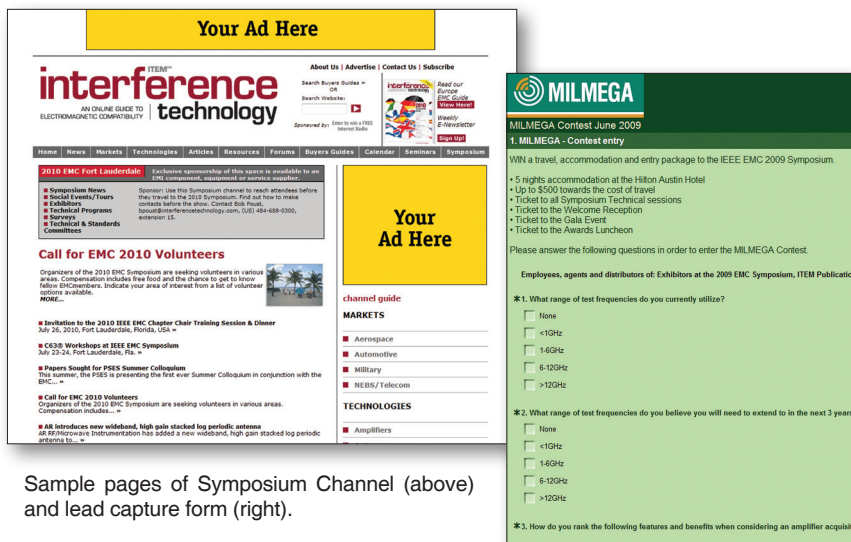 Your Ad Here
ITEM™
interference
AN ONLINE GUIDE TO
ELECTROMAGNETIC COMPATIBILITY
technology
About Us | Advertise | Contact Us | Subscribe
Search Buyers Guides »
OR
Search Website:
Sponsored by: Enter to win a FREE
Internet Radio
interference
Read our
Europe
EMC Guide
View Here!
Weekly
E-Newsletter
Sign Up!
Home News Markets Technologies Articles Resources Forums Buyers Guides Calendar Seminars Symposium
2010 EMC Fort Lauderdale
Exclusive sponsorship of this space is available to an
EMI component, equipment or service supplier.
■ Symposium News
■ Social Events/Tours
■ Exhibitors
■ Technical Programs
■ Surveys
■ Technical & Standards
Committees
Sponsor: Use this Symposium channel to reach attendees before
they travel to the 2010 Symposium. Find out how to make
contacts before the show. Contact Bob Poust,
bpoust@interferencetechnology.com, (US) 484-688-0300,
extension 15.
Call for EMC 2010 Volunteers
Organizers of the 2010 EMC Symposium are seeking volunteers in various
areas. Compensation includes free food and the chance to get to know
fellow EMCmembers. Indicate your area of interest from a list of volunteer
options available.
MORE...
■ Invitation to the 2010 IEEE EMC Chapter Chair Training Session & Dinner
July 26, 2010, Fort Lauderdale, Florida, USA »
■ C63® Workshops at IEEE EMC Symposium
July 23-24, Fort Lauderdale, Fla. »
■ Papers Sought for PSES Summer Colloquium
This summer, the PSES is presenting the first ever Summer Colloquium in conjunction with the
EMC... »
■ Call for EMC 2010 Volunteers
Organizers of the 2010 EMC Symposium are seeking volunteers in various areas.
Compensation includes... »
■ AR introduces new wideband, high gain stacked log periodic antenna
AR RF/Microwave Instrumentation has added a new wideband, high gain stacked log periodic
antenna to... »
Your
Ad Here
channel guide
MARKETS
■ Aerospace
■ Automotive
■ Military
■ NEBS/Telecom
TECHNOLOGIES
■ Amplifiers
Sample pages of Symposium Channel (above)
and lead capture form (right).
MILMEGA
MILMEGA Contest June 2009
1. MILMEGA - Contest entry
WIN a travel, accommodation and entry package to the IEEE EMC 2009 Symposium.
• 5 nights accommodation at the Hilton Austin Hotel
• Up to $500 towards the cost of travel
• Ticket to all Symposium Technical sessions
• Ticket to the Welcome Reception
• Ticket to the Gala Event
• Ticket to the Awards Luncheon
Please answer the following questions in order to enter the MILMEGA Contest.
Employees, agents and distributors of: Exhibitors at the 2009 EMC Symposium, ITEM Publicatio
*1. What range of test frequencies do you currently utilize?
None
<1GHz
1-6GHz
6-12GHz
>12GHz
*2. What range of test frequencies do you believe you will need to extend to in the next 3 years
None
<1GHz
1-6GHz
6-12GHz
>12GHz
*3. How do you rank the following features and benefits when considering an amplifier acquisit